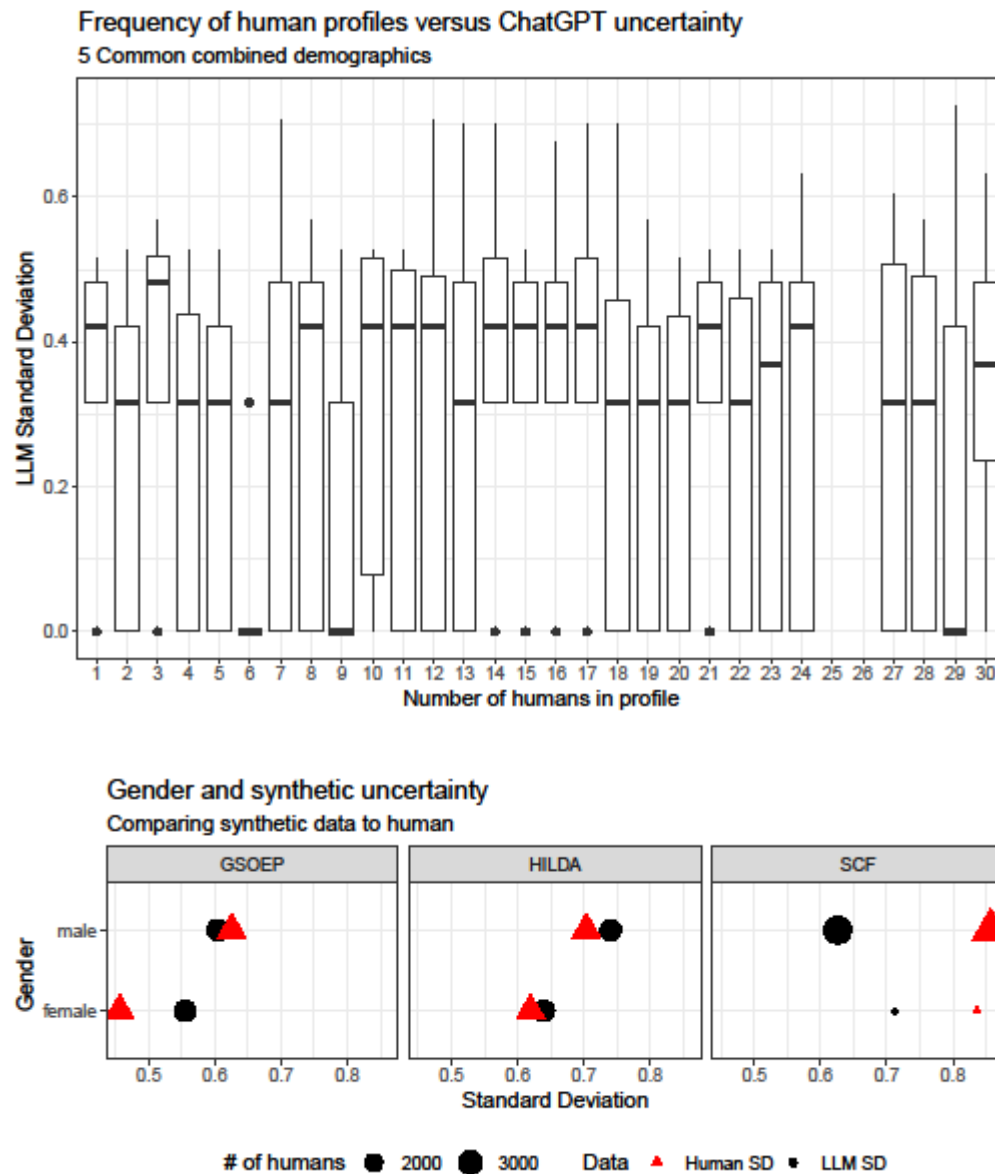 Frequency of human profiles versus ChatGPT uncertainty
5 Common combined demographics
LLM Standard Deviation
0.6
0.4
0.2
0.0
1 2 3 4 5 6 7 8 9 10 11 12 13 14 15 16 17 18 19 20 21 22 23 24 25 26 27 28 29 30
Number of humans in profile
Gender and synthetic uncertainty
Comparing synthetic data to human
GSOEP HILDA SCF
Gender
male
female
0.5 0.6 0.7 0.8 0.5 0.6 0.7 0.8 0.5 0.6 0.7 0.8
Standard Deviation
# of humans 2000 3000 Data Human SD LLM SD